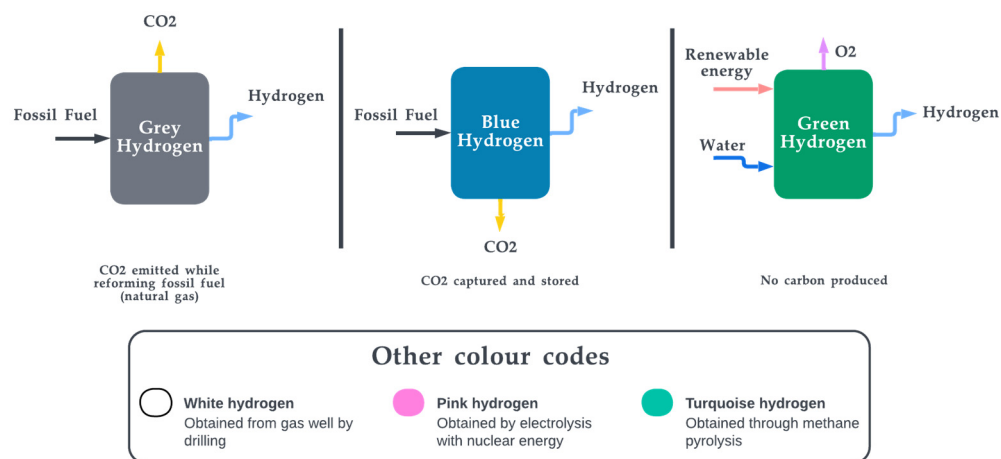 CO2
Fossil Fuel
Grey
Hydrogen
Hydrogen
CO2 emitted while
reforming fossil fuel
(natural gas)
Fossil Fuel
Blue
Hydrogen
Hydrogen
CO2
CO2 captured and stored
Renewable
energy
O2
Water
Green
Hydrogen
Hydrogen
No carbon produced
Other colour codes
White hydrogen
Obtained from gas well by
drilling
Pink hydrogen
Obtained by electrolysis
with nuclear energy
Turquoise hydrogen
Obtained through methane
pyrolysis